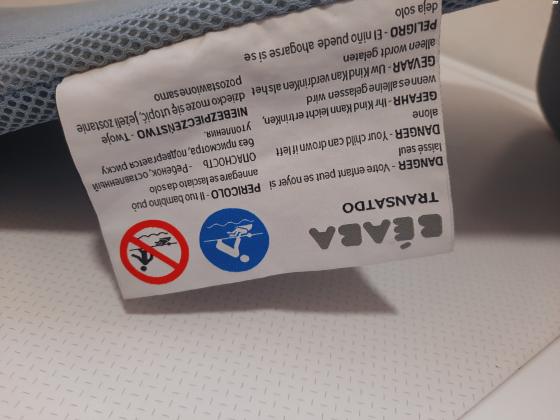 BÉABA
TRANSATDO
DANGER - Votre enfant peut se noyer si
laissé seul
DANGER - Your child can drown if left
alone
GEFAHR - Ihr Kind kann leicht ertrinken,
wenn es alleine gelassen wird
GEVAAR - Uw Kind kan verdrinken als het
alleen wordt gelaten
PELIGRO - El niño puede ahogarse si se
deja solo
PERICOLO - Il tuo bambino può
annegare se lasciato da solo
ОПАСНОСТЬ - Ребенок, оставленный
без присмотра, подвергается риску
утопления.
NIEBEZPIECZEŃSTWO - Twoje
dziecko może się utopić, jeżeli zostanie
pozostawione samo